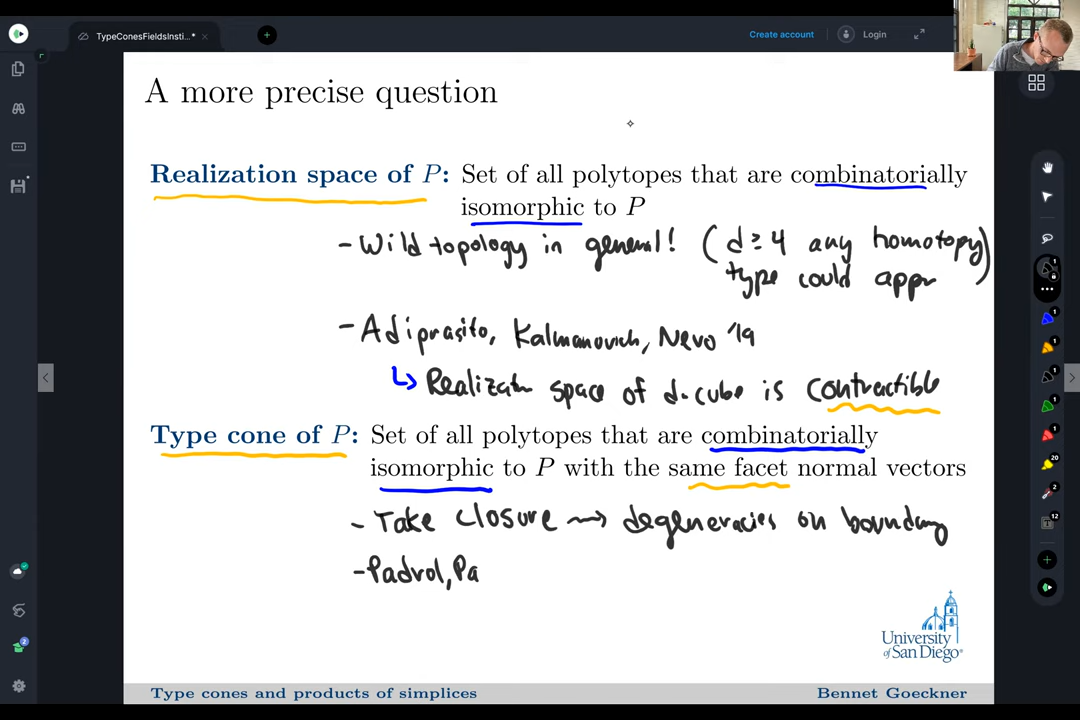 TypeConesFieldsInsti...*
Create account
Login
A more precise question
Realization space of P: Set of all polytopes that are combinatorially
isomorphic to P
- Wild topology in general! (d ≥ 4 any homotopy
type could appr)
- Adiprasito, Kalmanovich, Nevo '19
↳ Realizatn space of d-cube is contractible
Type cone of P: Set of all polytopes that are combinatorially
isomorphic to P with the same facet normal vectors
- Take closure ⇝ degeneracies on boundary
- Padrol, Pa
University
of San Diego
Type cones and products of simplices
Bennet Goeckner